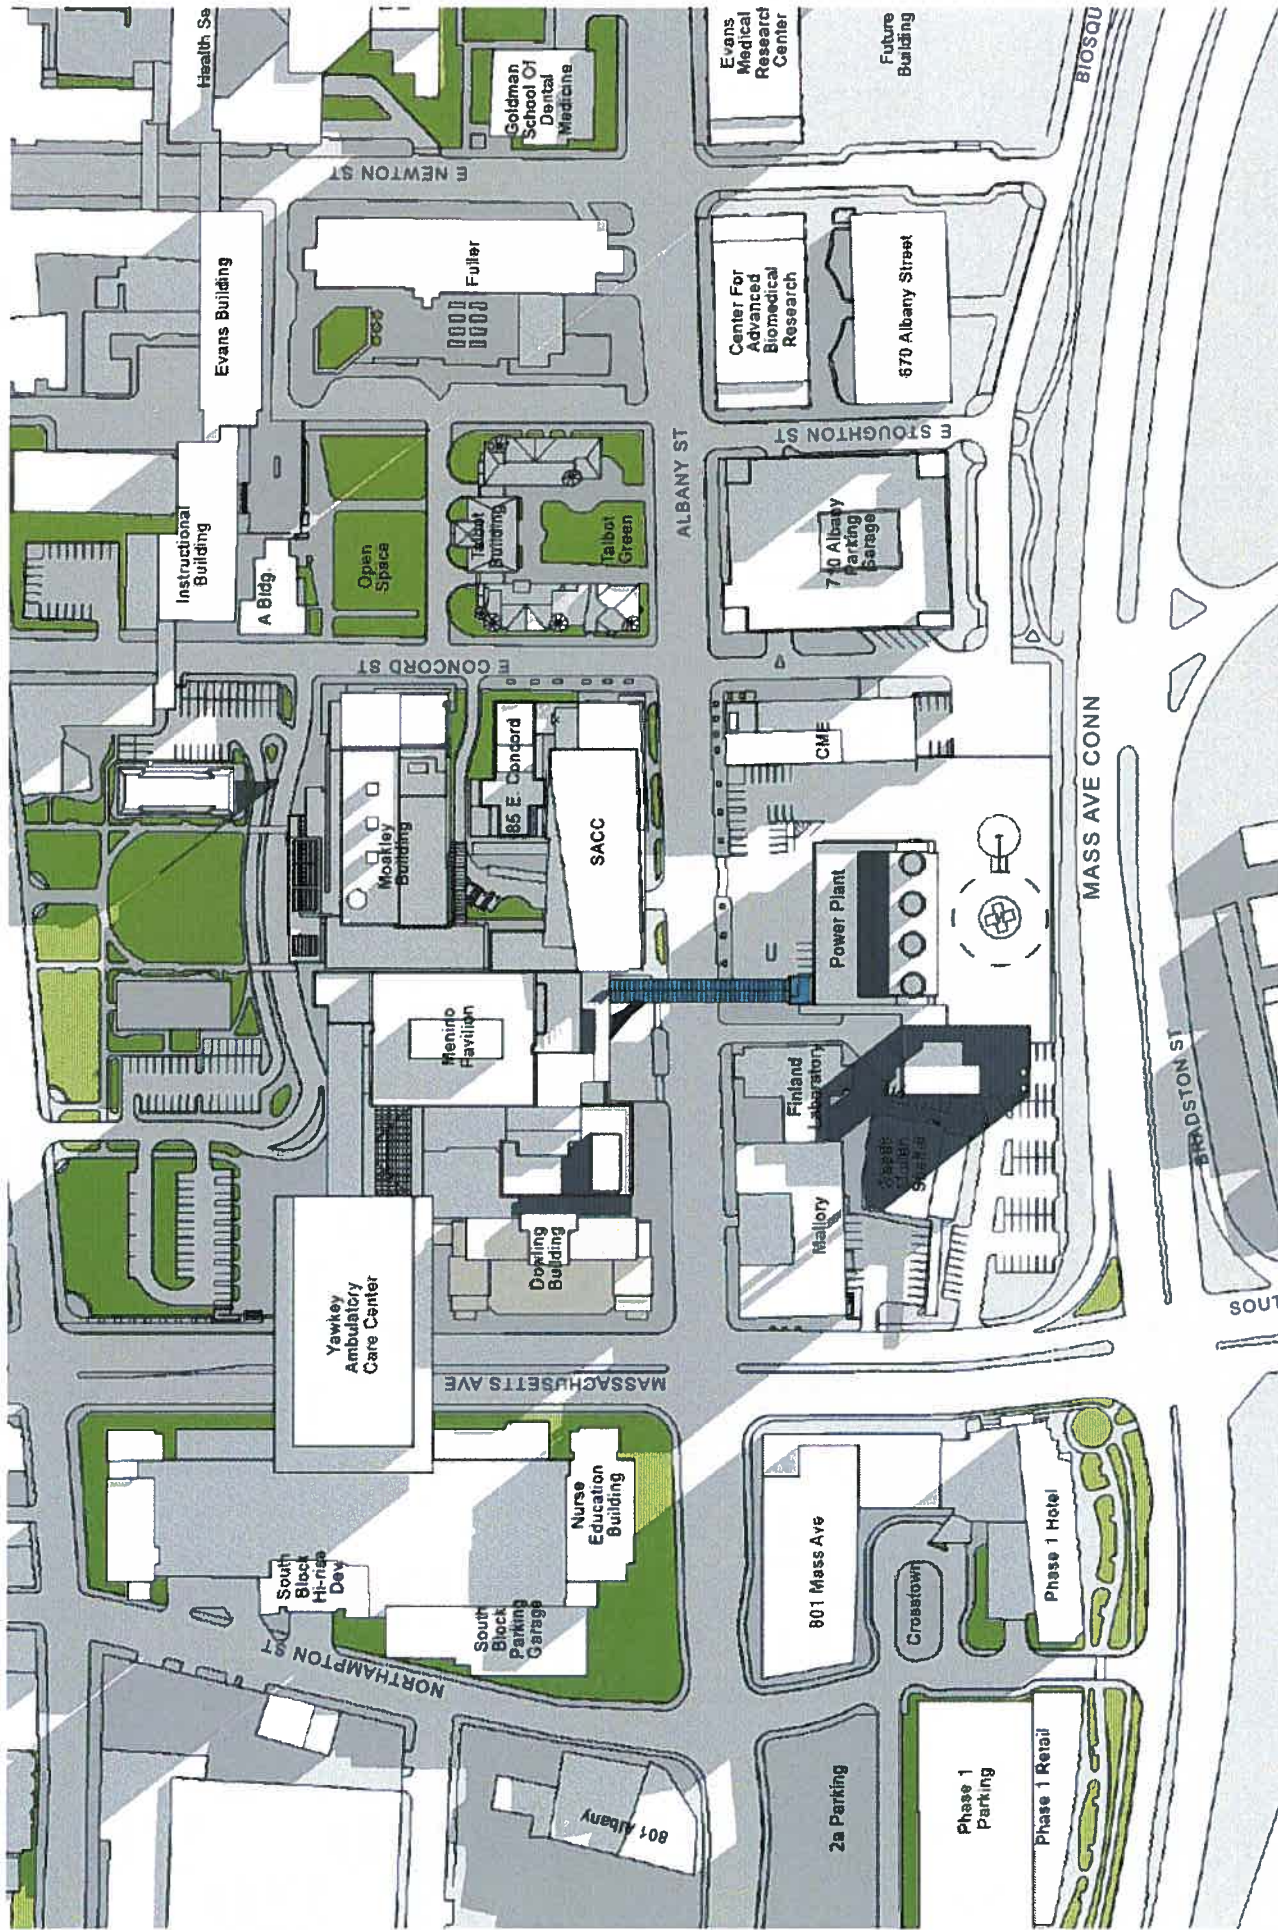 Health Se
Goldman
School Of
Dental
Medicine
Evans
Medical
Research
Center
Future
Building
BIOSQU
E NEWTON ST
Evans Building
Fuller
Center For
Advanced
Biomedical
Research
670 Albany Street
E STOUGHTON ST
ALBANY ST
Instructional
Building
A Bldg.
Open
Space
Talbot
Building
Talbot
Green
710 Albany
Parking
Garage
E CONCORD ST
Moakley
Building
85 E. Concord
SACC
CME
MASS AVE CONN
Power Plant
Menino
Pavilion
Finland
Laboratory
BRADSTON ST
Shelter
Mallory
Dowling
Building
Yawkey
Ambulatory
Care Center
SOUT
MASSACHUSETTS AVE
Nurse
Education
Building
South
Block
Hi-rise
Dev
South
Block
Parking
Garage
NORTHAMPTON ST
801 Mass Ave
Crosstown
Phase 1 Hotel
801 Albany
2a Parking
Phase 1
Parking
Phase 1 Retail